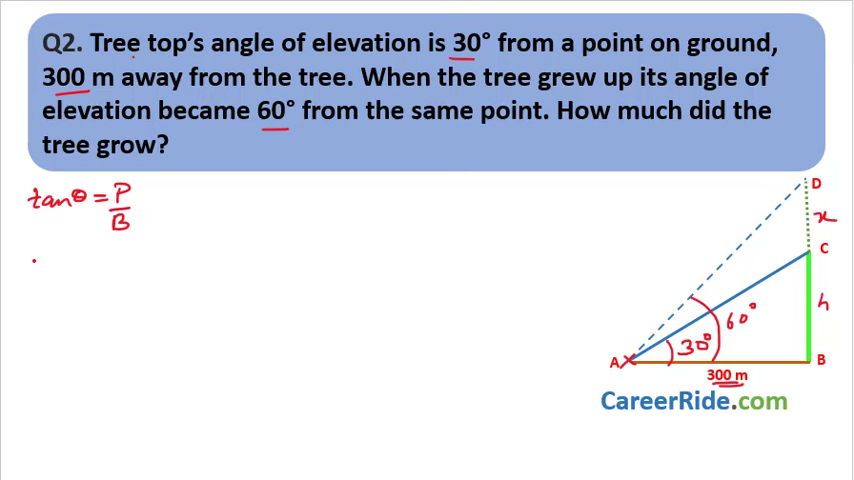 Q2. Tree top's angle of elevation is 30° from a point on ground,
300 m away from the tree. When the tree grew up its angle of
elevation became 60° from the same point. How much did the
tree grow?
tanθ = P
B
D
x
C
h
60°
30°
A
B
300 m
CareerRide.com